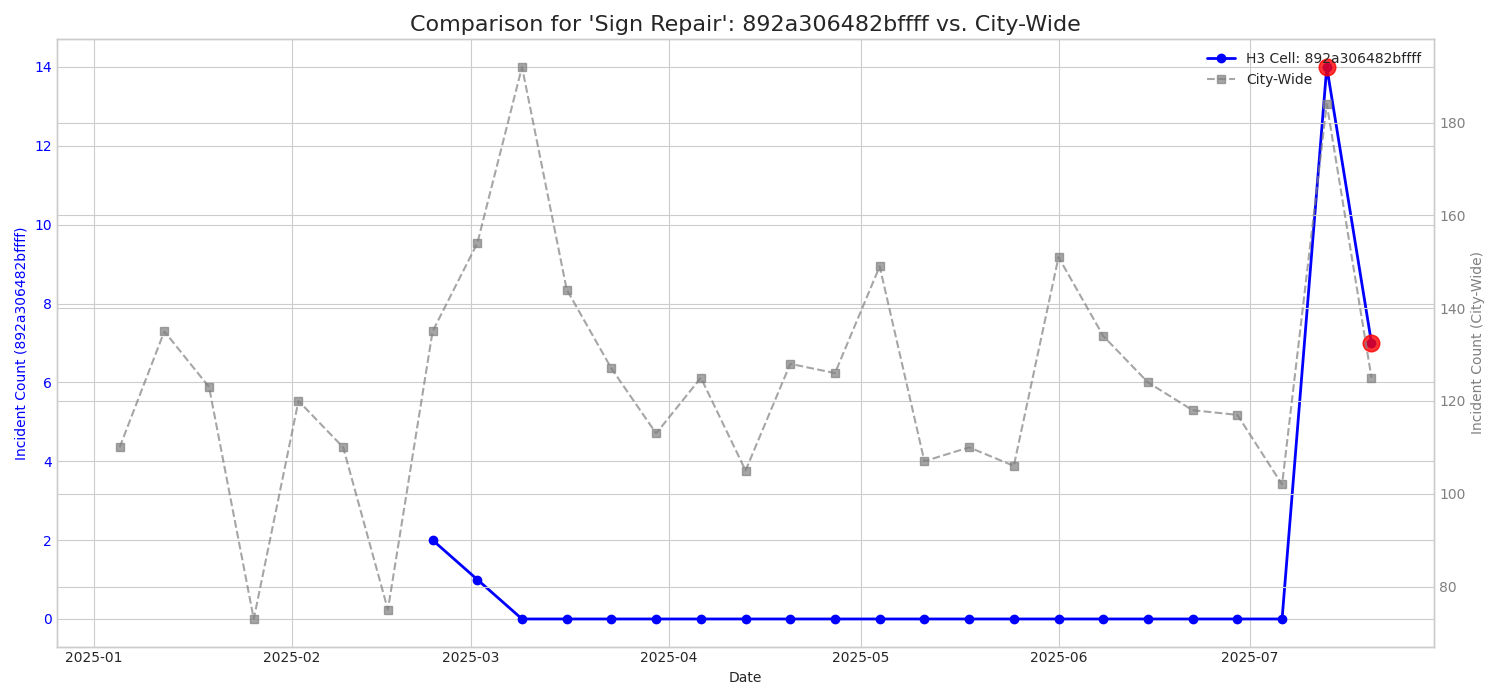 Comparison for 'Sign Repair': 892a306482bffff vs. City-Wide
H3 Cell: 892a306482bffff
City-Wide
Incident Count (892a306482bffff)
14
12
10
8
6
4
2
0
180
160
140
120
100
80
Incident Count (City-Wide)
2025-01 2025-02 2025-03 2025-04 2025-05 2025-06 2025-07
Date